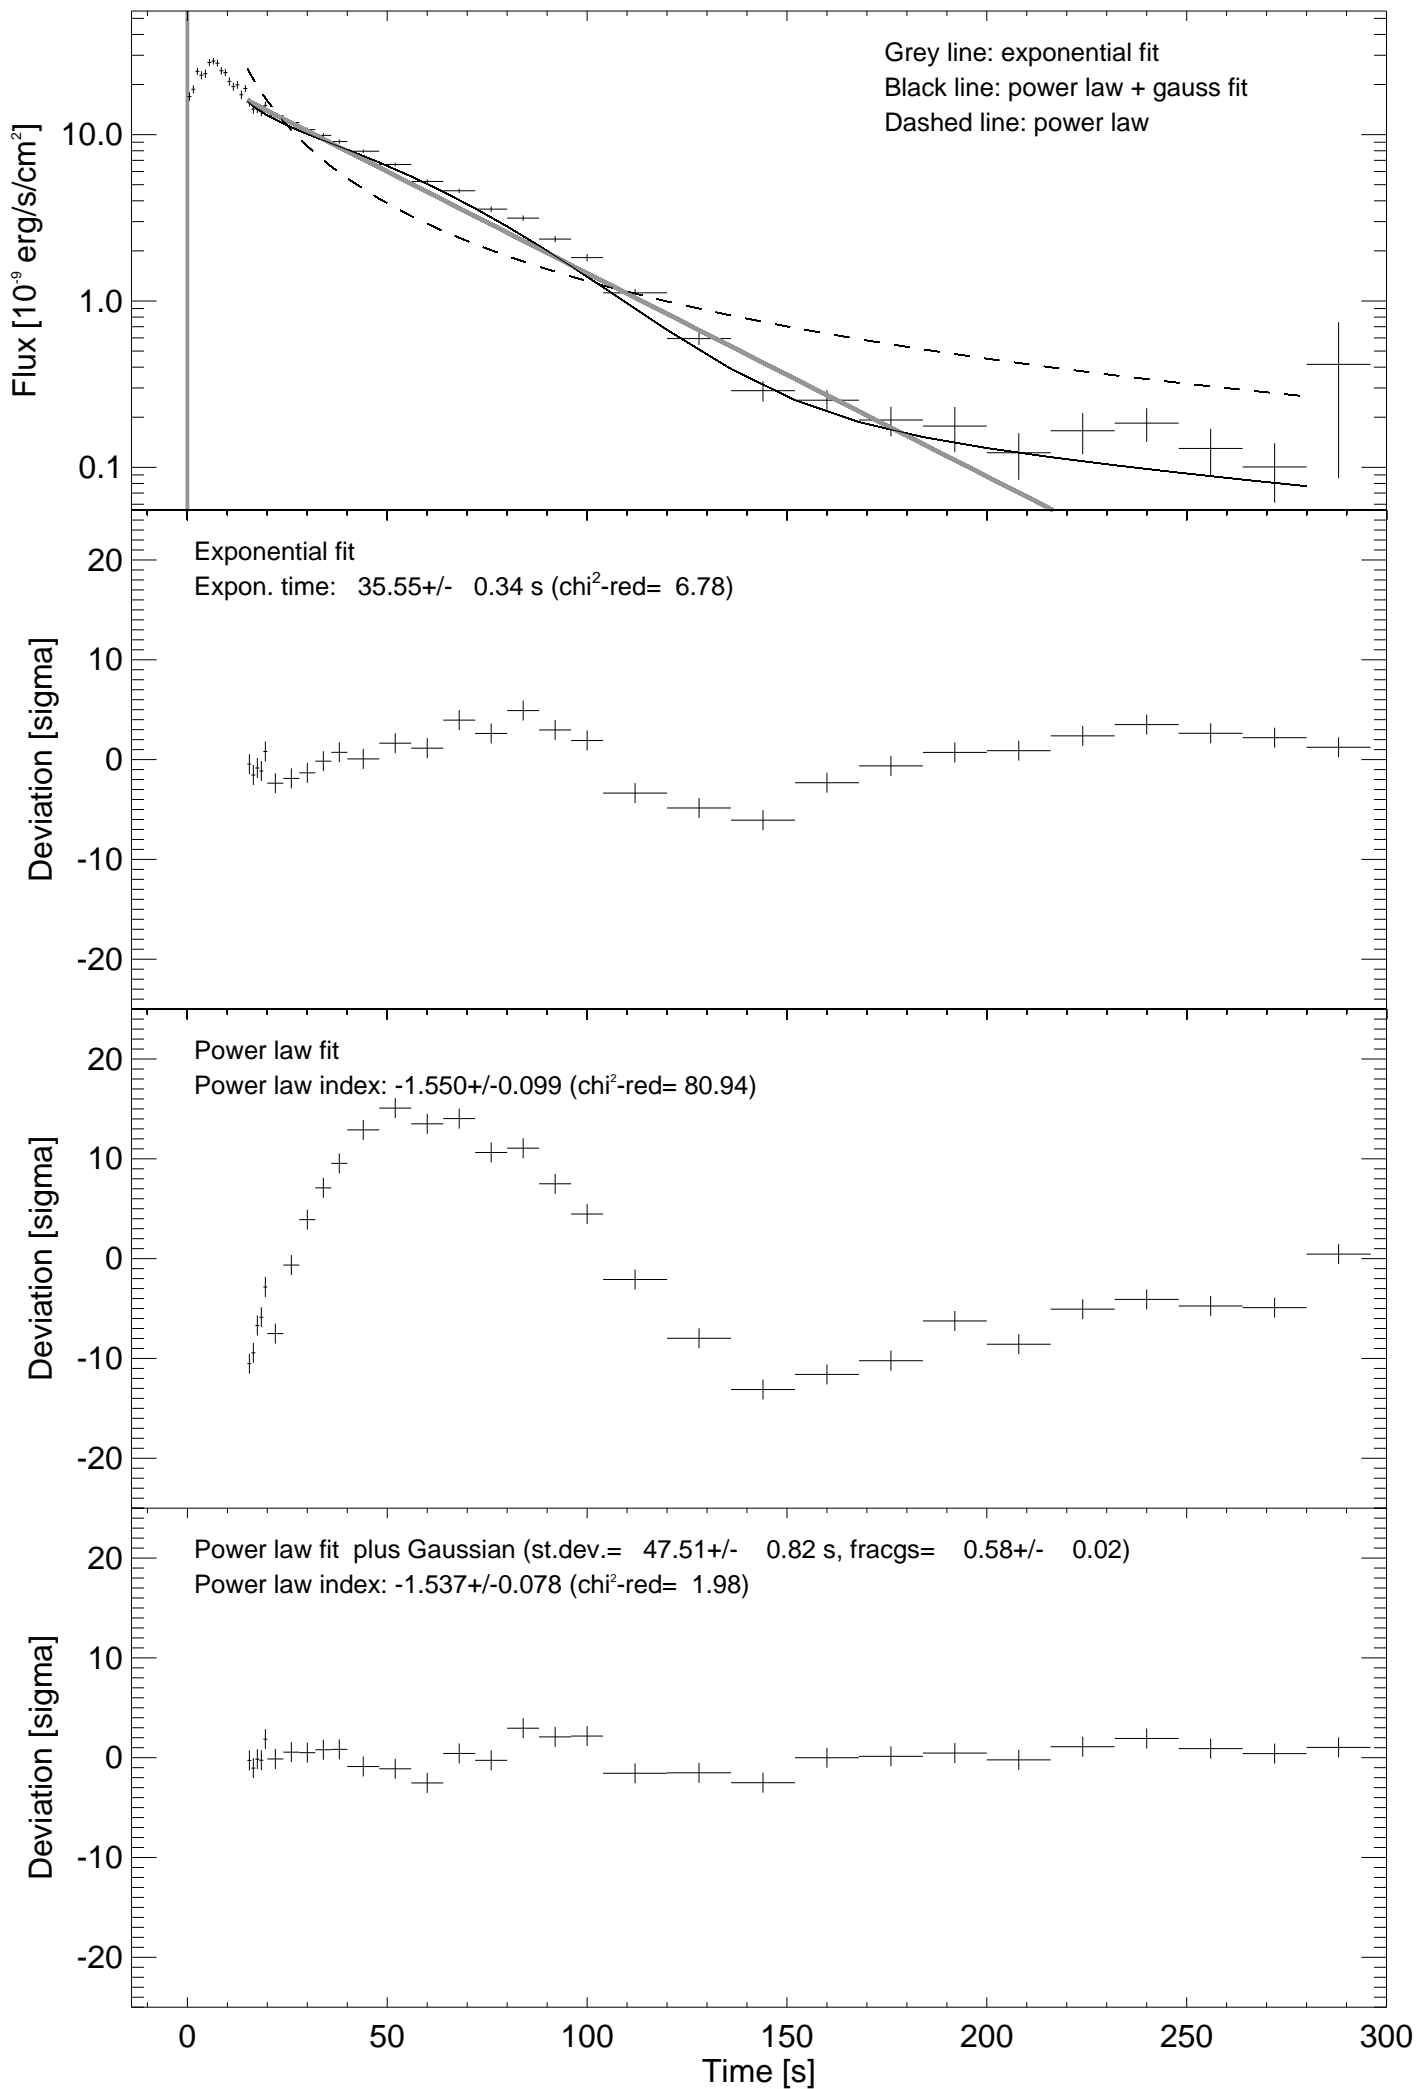 Grey line: exponential fit
Black line: power law + gauss fit
Dashed line: power law
Flux [10⁻⁹ erg/s/cm²]
10.0
1.0
0.1
Exponential fit
Expon. time: 35.55+/- 0.34 s (chi²-red= 6.78)
Deviation [sigma]
20
10
0
-10
-20
Power law fit
Power law index: -1.550+/-0.099 (chi²-red= 80.94)
Deviation [sigma]
20
10
0
-10
-20
Power law fit plus Gaussian (st.dev.= 47.51+/- 0.82 s, fracgs= 0.58+/- 0.02)
Power law index: -1.537+/-0.078 (chi²-red= 1.98)
Deviation [sigma]
20
10
0
-10
-20
0 50 100 150 200 250 300
Time [s]